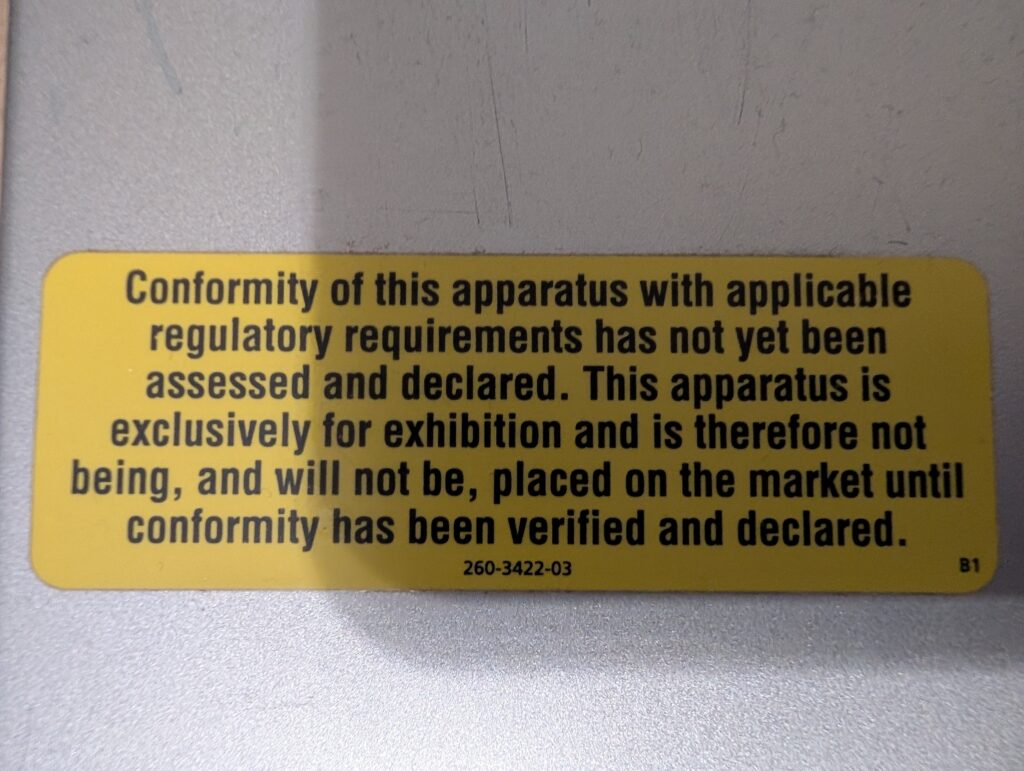 Conformity of this apparatus with applicable
regulatory requirements has not yet been
assessed and declared. This apparatus is
exclusively for exhibition and is therefore not
being, and will not be, placed on the market until
conformity has been verified and declared.
260-3422-03
B1